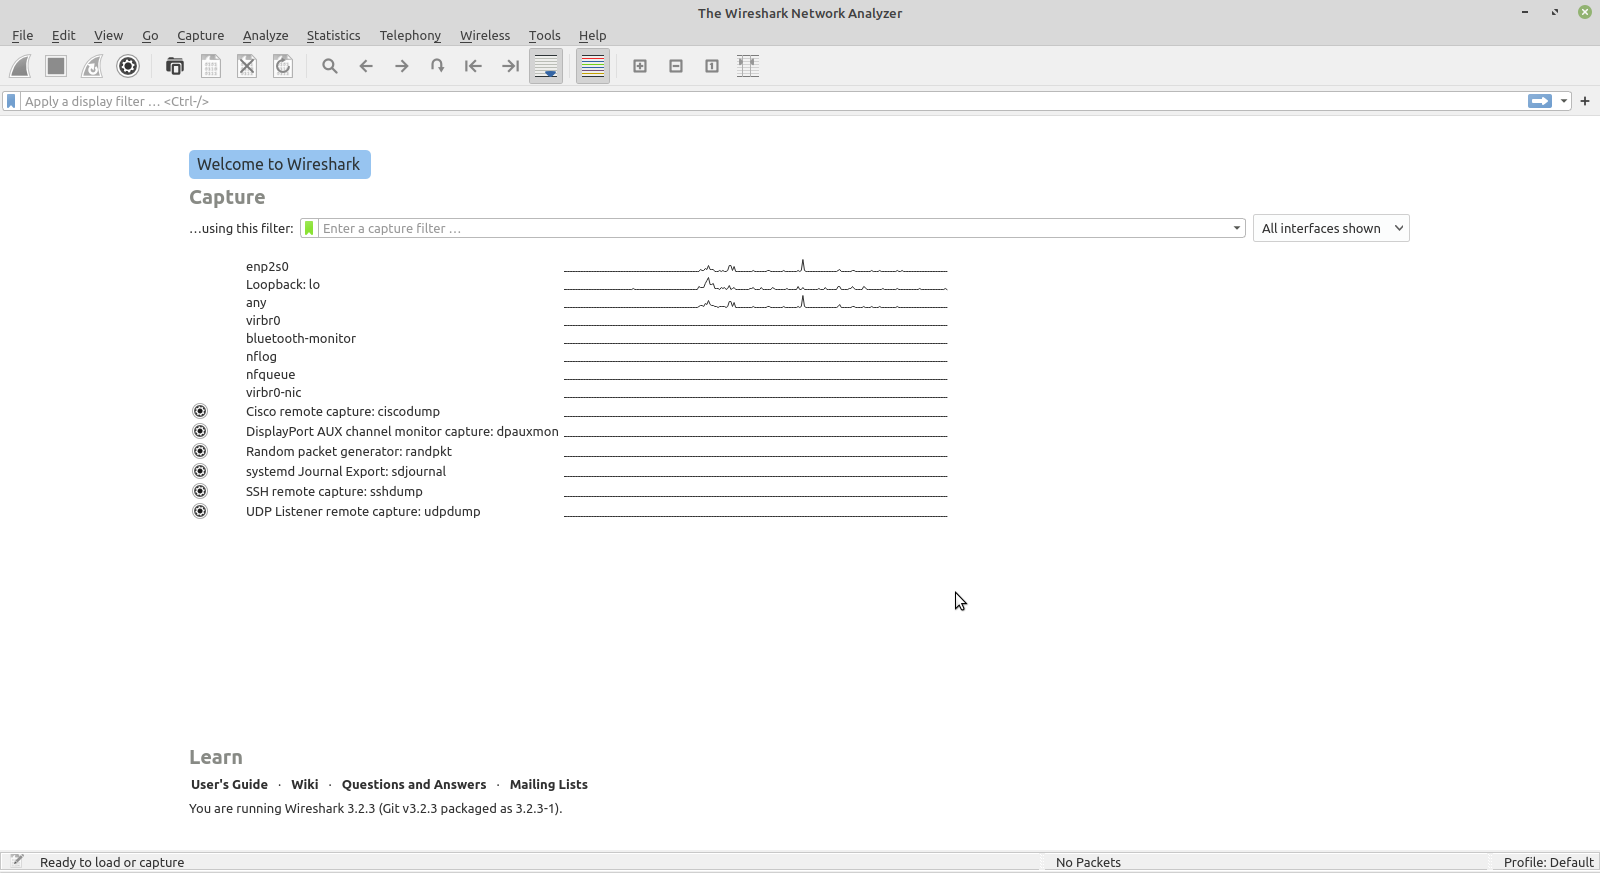 The Wireshark Network Analyzer
File Edit View Go Capture Analyze Statistics Telephony Wireless Tools Help
Apply a display filter … <Ctrl-/>
Welcome to Wireshark
Capture
…using this filter: Enter a capture filter … All interfaces shown
enp2s0
Loopback: lo
any
virbr0
bluetooth-monitor
nflog
nfqueue
virbr0-nic
Cisco remote capture: ciscodump
DisplayPort AUX channel monitor capture: dpauxmon
Random packet generator: randpkt
systemd Journal Export: sdjournal
SSH remote capture: sshdump
UDP Listener remote capture: udpdump
Learn
User's Guide · Wiki · Questions and Answers · Mailing Lists
You are running Wireshark 3.2.3 (Git v3.2.3 packaged as 3.2.3-1).
Ready to load or capture No Packets Profile: Default